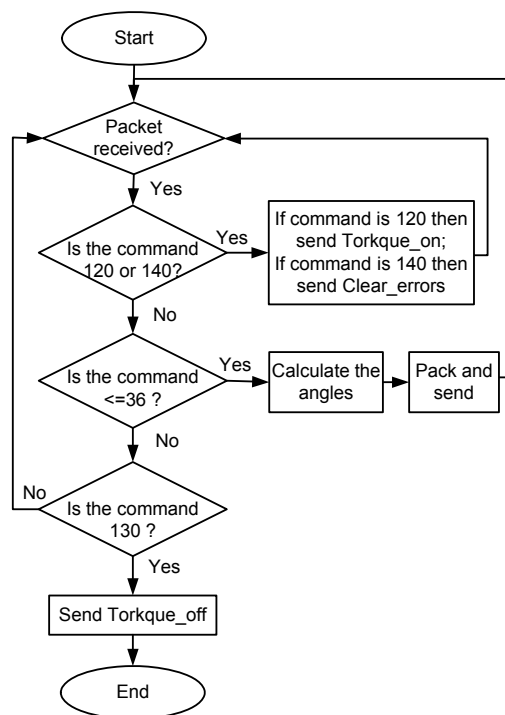 Start
Packet
received?
Yes
Is the command
120 or 140?
Yes
If command is 120 then
send Torkque_on;
If command is 140 then
send Clear_errors
No
Is the command
<=36 ?
Yes
Calculate the
angles
Pack and
send
No
Is the command
130 ?
No
Yes
Send Torkque_off
End